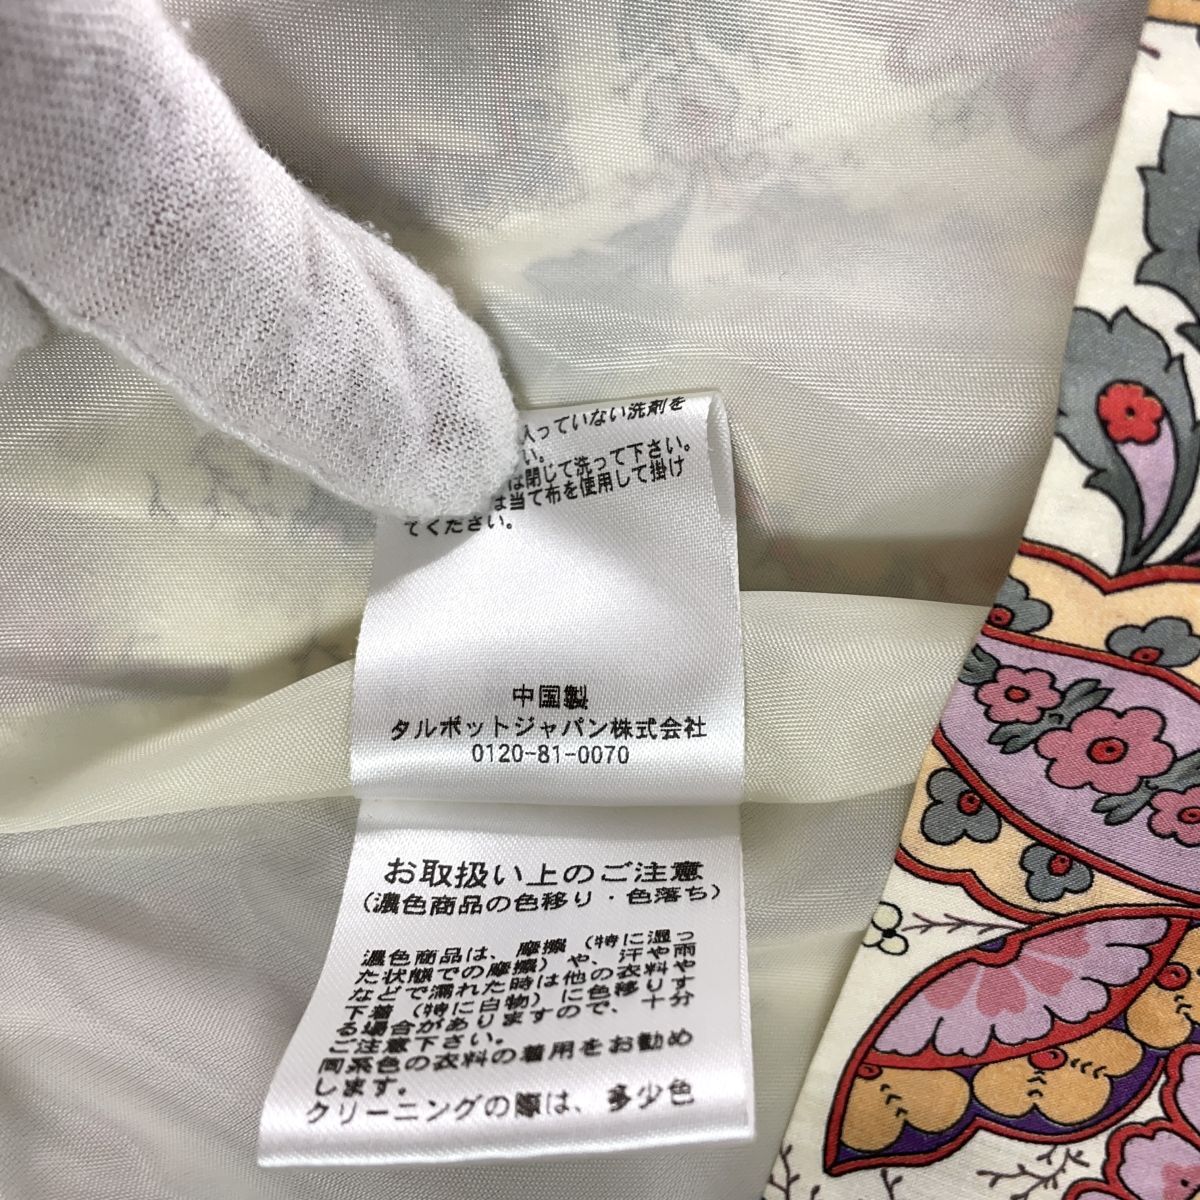 入っていない洗剤を
い。
は閉じて洗って下さい。
は当て布を使用して掛け
てください。
中国製
タルボットジャパン株式会社
0120-81-0070
お取扱い上のご注意
(濃色商品の色移り・色落ち)
濃色商品は、摩擦(特に湿っ
た状態での摩擦)や、汗や雨
などで濡れた時は他の衣料や
下着(特に白物)に色移りす
る場合がありますので、十分
ご注意下さい。
同系色の衣料の着用をお勧め
します。
クリーニングの際は、多少色